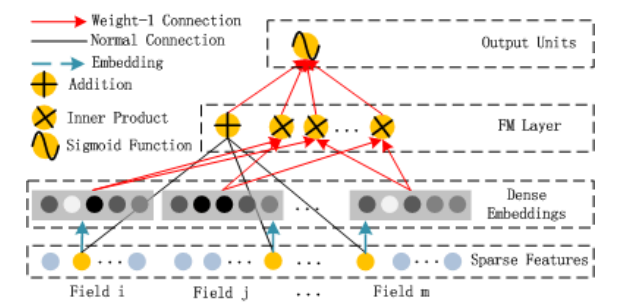 Weight-1 Connection
Normal Connection
Embedding
Addition
Inner Product
Sigmoid Function
Output Units
...
FM Layer
...
Dense
Embeddings
... ... ... ...
Sparse Features
Field i Field j ... Field m